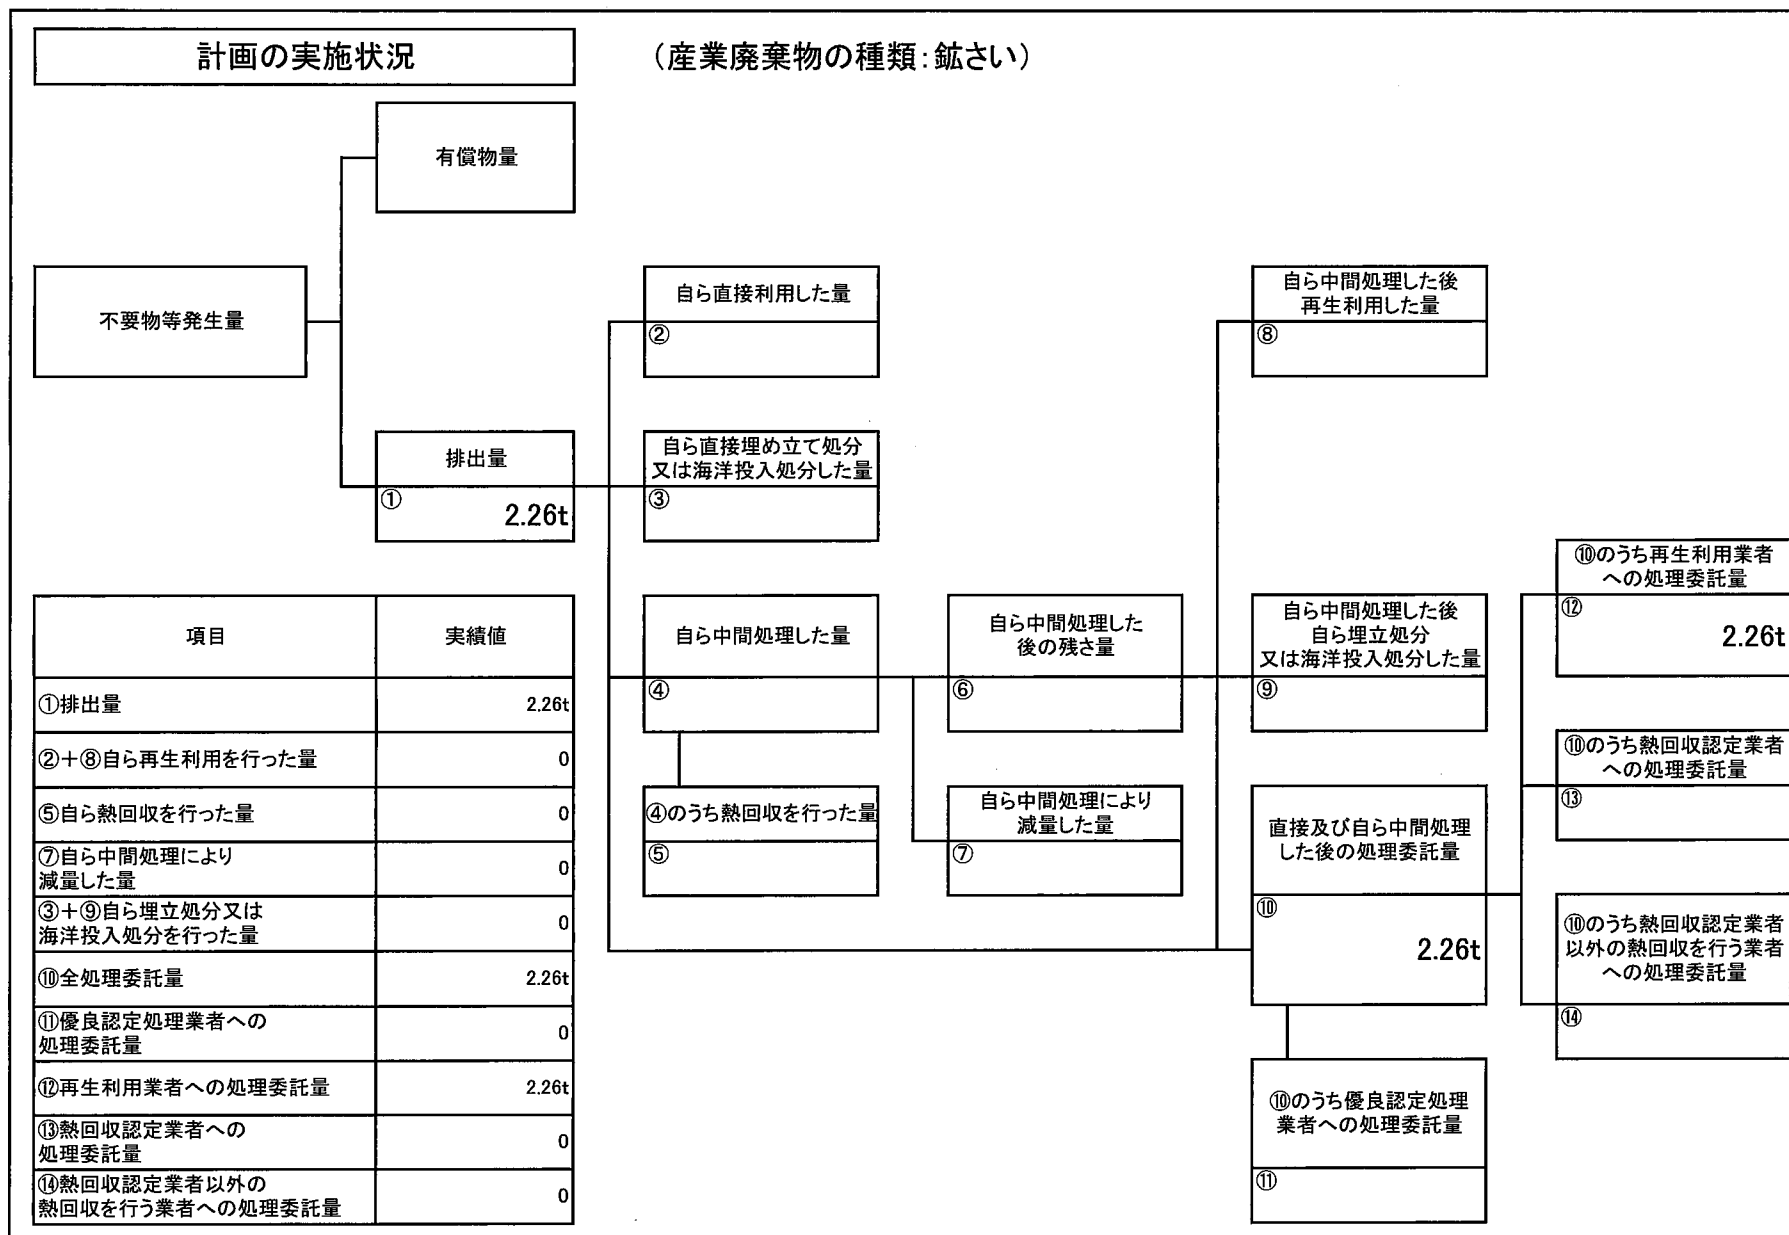 計画の実施状況
（産業廃棄物の種類：鉱さい）
有償物量
不要物等発生量
排出量
①
2.26t
自ら直接利用した量
②
自ら直接埋め立て処分
又は海洋投入処分した量
③
自ら中間処理した後
再生利用した量
⑧
自ら中間処理した量
④
④のうち熱回収を行った量
⑤
自ら中間処理した
後の残さ量
⑥
自ら中間処理により
減量した量
⑦
自ら中間処理した後
自ら埋立処分
又は海洋投入処分した量
⑨
直接及び自ら中間処理
した後の処理委託量
⑩
2.26t
⑩のうち優良認定処理
業者への処理委託量
⑪
⑩のうち再生利用業者
への処理委託量
⑫
2.26t
⑩のうち熱回収認定業者
への処理委託量
⑬
⑩のうち熱回収認定業者
以外の熱回収を行う業者
への処理委託量
⑭
項目 実績値
①排出量 2.26t
②＋⑧自ら再生利用を行った量 0
⑤自ら熱回収を行った量 0
⑦自ら中間処理により
減量した量 0
③＋⑨自ら埋立処分又は
海洋投入処分を行った量 0
⑩全処理委託量 2.26t
⑪優良認定処理業者への
処理委託量 0
⑫再生利用業者への処理委託量 2.26t
⑬熱回収認定業者への
処理委託量 0
⑭熱回収認定業者以外の
熱回収を行う業者への処理委託量 0